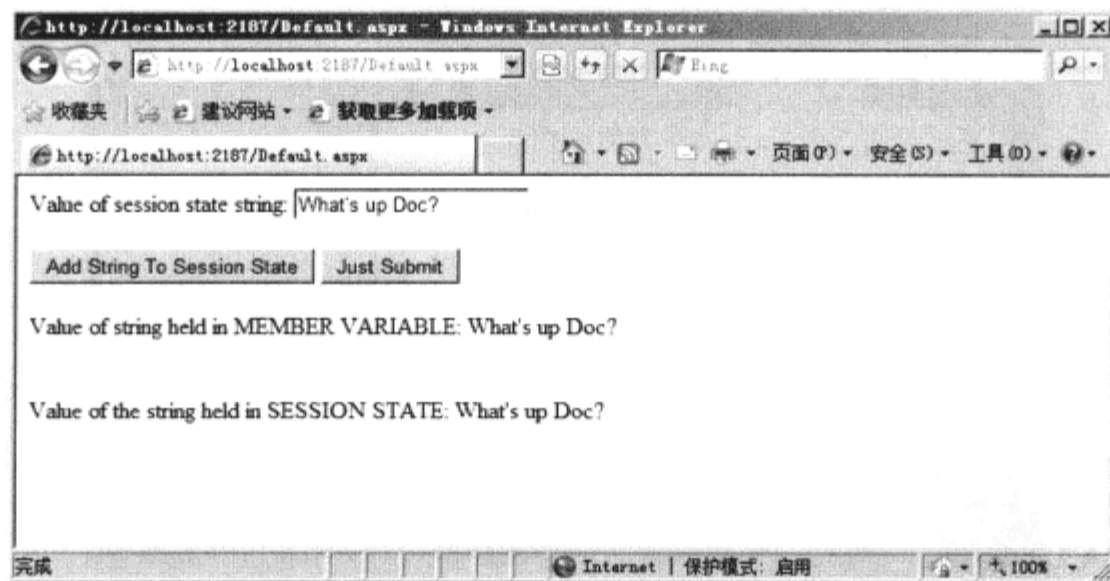 http://localhost:2187/Default.aspx - Windows Internet Explorer
http://localhost:2187/Default.aspx Bing
收藏夹 建议网站 获取更多加载项
http://localhost:2187/Default.aspx 页面(P) 安全(S) 工具(O)
Value of session state string: What's up Doc?
Add String To Session State Just Submit
Value of string held in MEMBER VARIABLE: What's up Doc?
Value of the string held in SESSION STATE: What's up Doc?
完成 Internet | 保护模式: 启用 100%